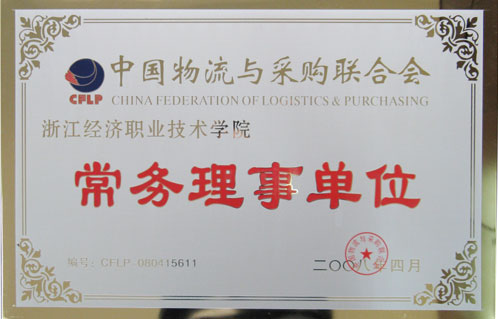 中国物流与采购联合会
CFLP
CHINA FEDERATION OF LOGISTICS & PURCHASING
浙江经济职业技术学院
常务理事单位
编号：CFLP-080415611
二〇〇八年四月